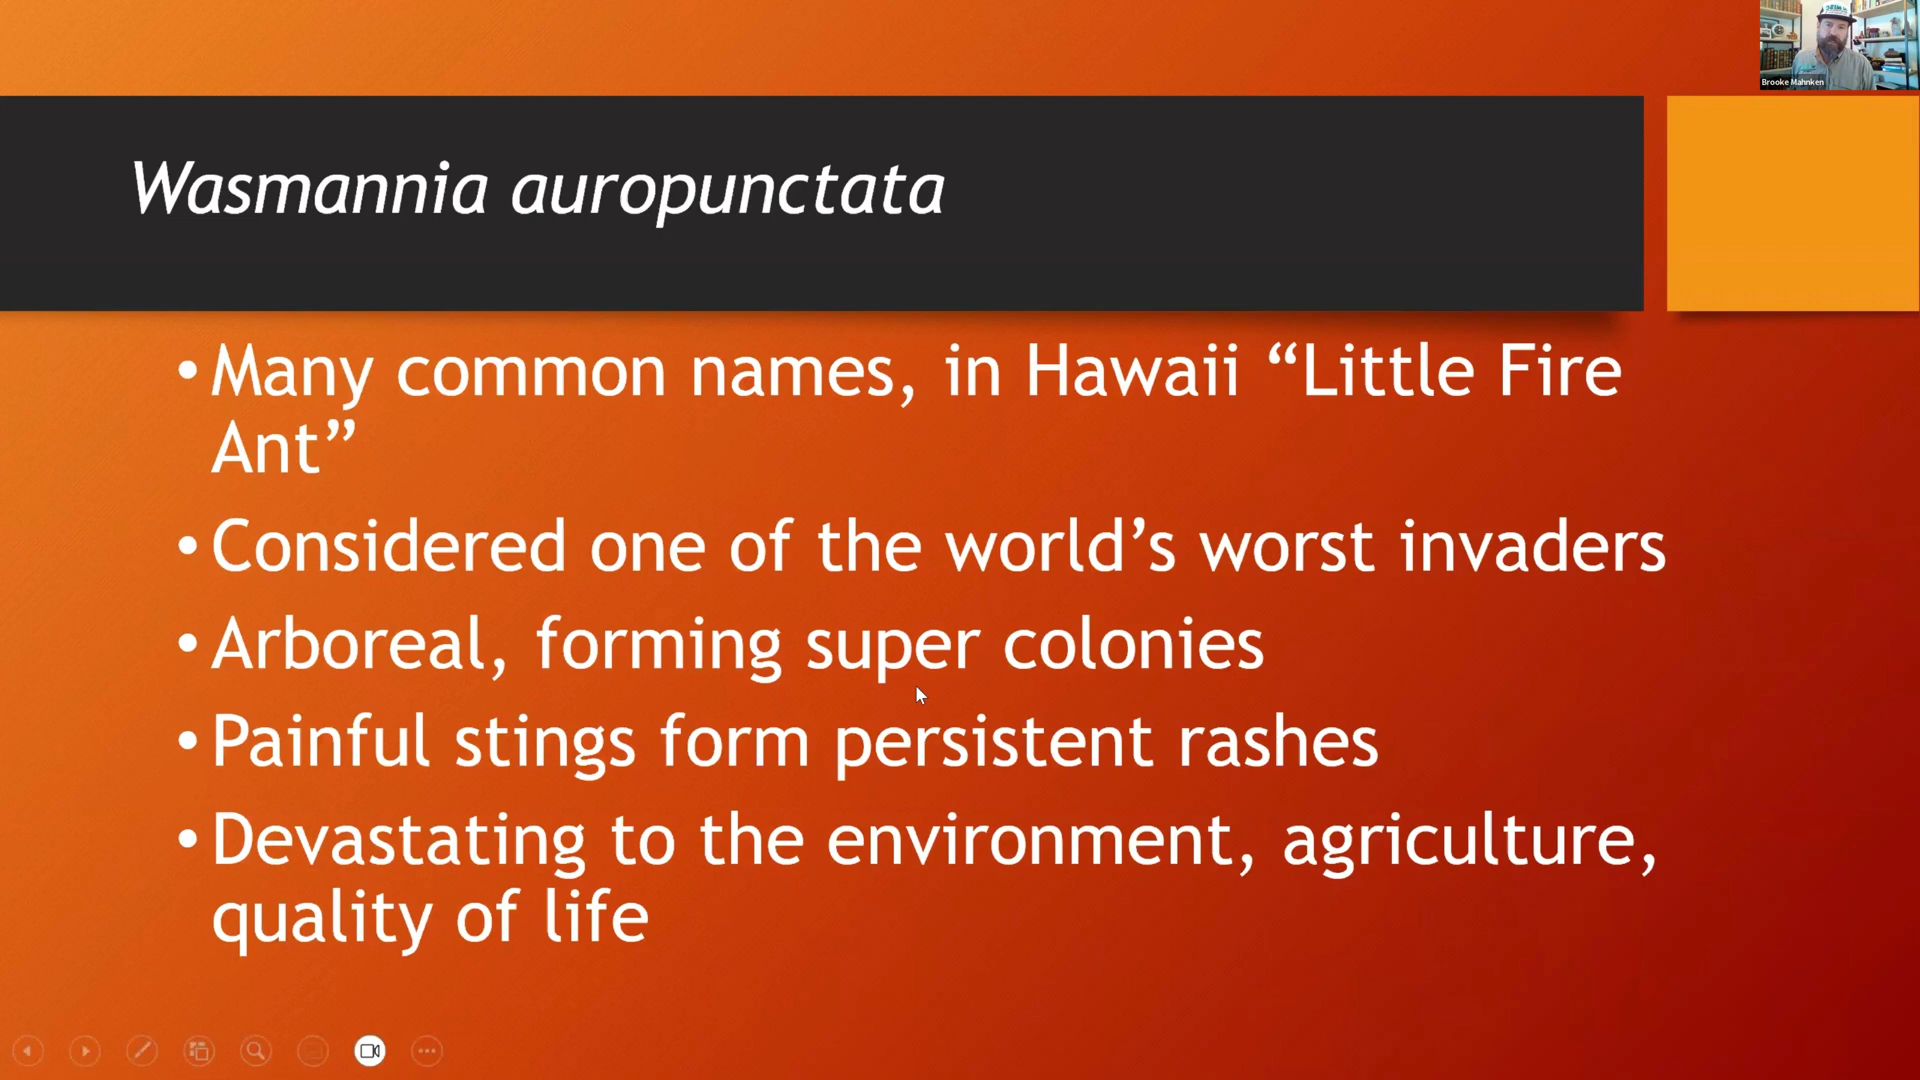 Brooke Mahnken
Wasmannia auropunctata
• Many common names, in Hawaii “Little Fire
Ant”
• Considered one of the world’s worst invaders
• Arboreal, forming super colonies
• Painful stings form persistent rashes
• Devastating to the environment, agriculture,
quality of life